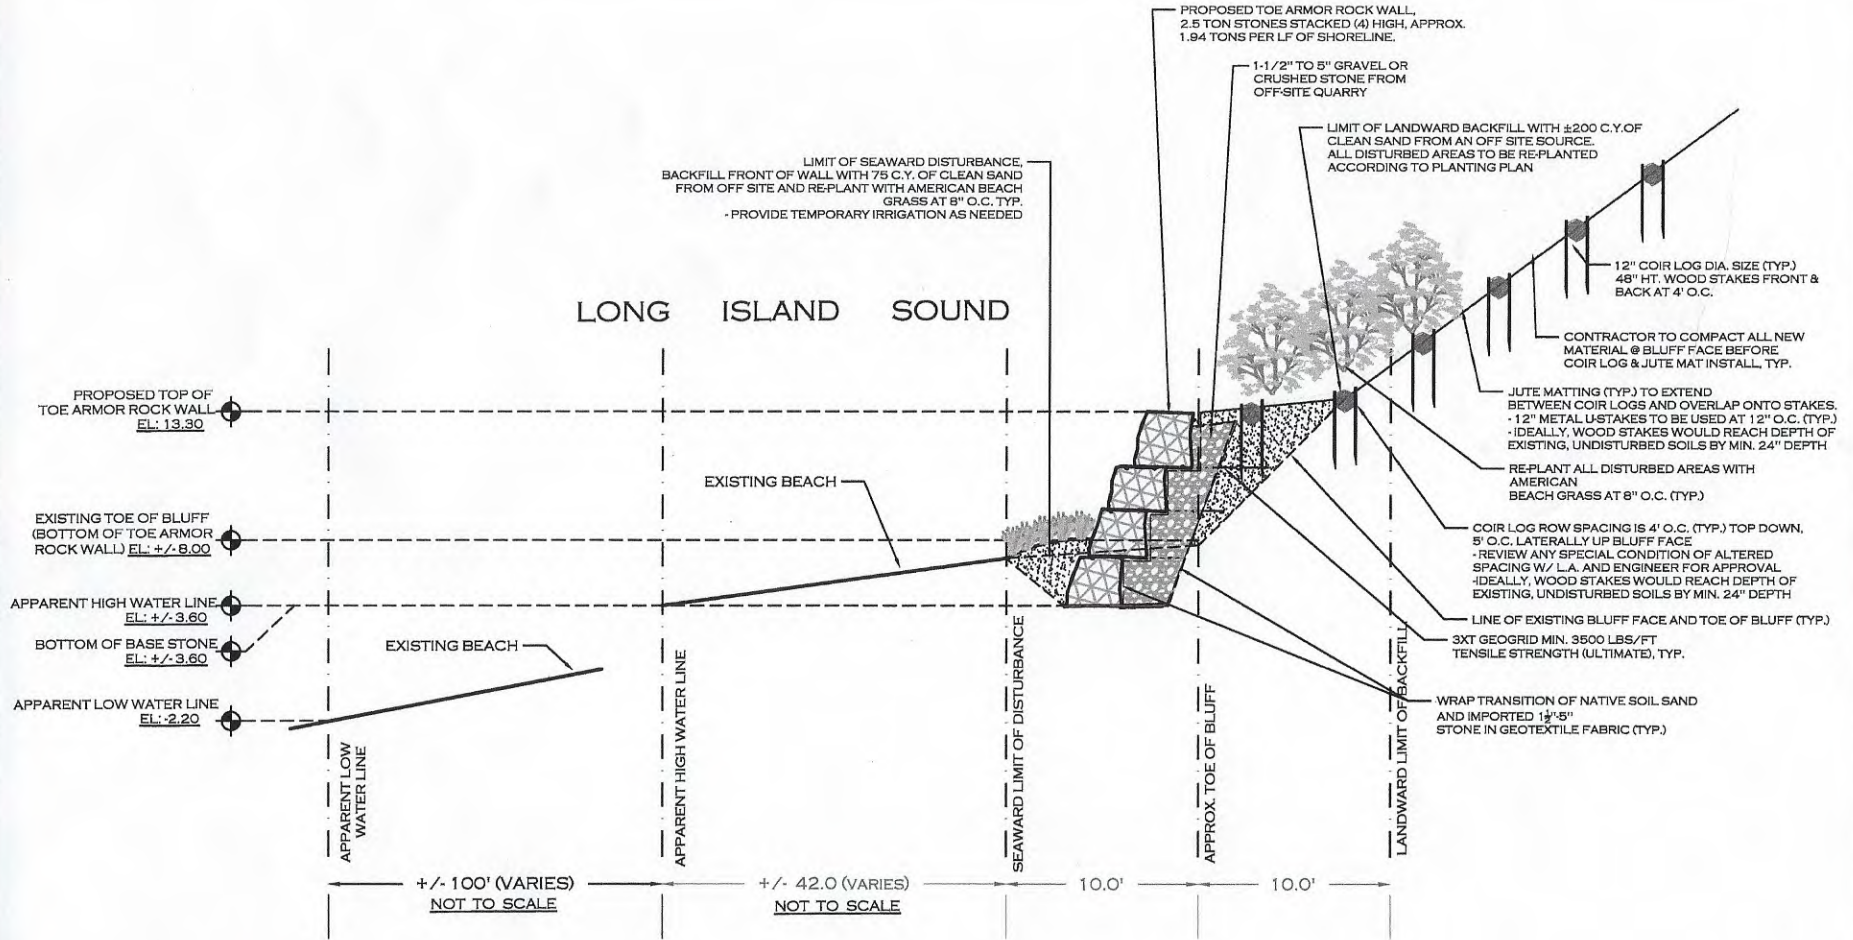 PROPOSED TOE ARMOR ROCK WALL,
2.5 TON STONES STACKED (4) HIGH, APPROX.
1.94 TONS PER LF OF SHORELINE.
1-1/2" TO 5" GRAVEL OR
CRUSHED STONE FROM
OFF-SITE QUARRY
LIMIT OF LANDWARD BACKFILL WITH ±200 C.Y.OF
CLEAN SAND FROM AN OFF SITE SOURCE.
ALL DISTURBED AREAS TO BE RE-PLANTED
ACCORDING TO PLANTING PLAN
LIMIT OF SEAWARD DISTURBANCE,
BACKFILL FRONT OF WALL WITH 75 C.Y. OF CLEAN SAND
FROM OFF SITE AND RE-PLANT WITH AMERICAN BEACH
GRASS AT 8" O.C. TYP.
- PROVIDE TEMPORARY IRRIGATION AS NEEDED
12" COIR LOG DIA. SIZE (TYP.)
48" HT. WOOD STAKES FRONT &
BACK AT 4' O.C.
LONG ISLAND SOUND
CONTRACTOR TO COMPACT ALL NEW
MATERIAL @ BLUFF FACE BEFORE
COIR LOG & JUTE MAT INSTALL, TYP.
PROPOSED TOP OF
TOE ARMOR ROCK WALL
EL: 13.30
JUTE MATTING (TYP.) TO EXTEND
BETWEEN COIR LOGS AND OVERLAP ONTO STAKES.
- 12" METAL U-STAKES TO BE USED AT 12" O.C. (TYP.)
- IDEALLY, WOOD STAKES WOULD REACH DEPTH OF
EXISTING, UNDISTURBED SOILS BY MIN. 24" DEPTH
RE-PLANT ALL DISTURBED AREAS WITH
AMERICAN
BEACH GRASS AT 8" O.C. (TYP.)
EXISTING BEACH
EXISTING TOE OF BLUFF
(BOTTOM OF TOE ARMOR
ROCK WALL) EL: +/-8.00
COIR LOG ROW SPACING IS 4' O.C. (TYP.) TOP DOWN,
5' O.C. LATERALLY UP BLUFF FACE
- REVIEW ANY SPECIAL CONDITION OF ALTERED
SPACING W/ L.A. AND ENGINEER FOR APPROVAL
-IDEALLY, WOOD STAKES WOULD REACH DEPTH OF
EXISTING, UNDISTURBED SOILS BY MIN. 24" DEPTH
APPARENT HIGH WATER LINE
EL: +/-3.60
LINE OF EXISTING BLUFF FACE AND TOE OF BLUFF (TYP.)
BOTTOM OF BASE STONE
EL: +/-3.60
EXISTING BEACH
3XT GEOGRID MIN. 3500 LBS/FT
TENSILE STRENGTH (ULTIMATE), TYP.
APPARENT LOW WATER LINE
EL: -2.20
WRAP TRANSITION OF NATIVE SOIL SAND
AND IMPORTED 1½"-5"
STONE IN GEOTEXTILE FABRIC (TYP.)
APPARENT LOW
WATER LINE
APPARENT HIGH WATER LINE
SEAWARD LIMIT OF DISTURBANCE
APPROX. TOE OF BLUFF
LANDWARD LIMIT OF BACKFILL
+/- 100' (VARIES)
NOT TO SCALE
+/- 42.0 (VARIES)
NOT TO SCALE
10.0'
10.0'